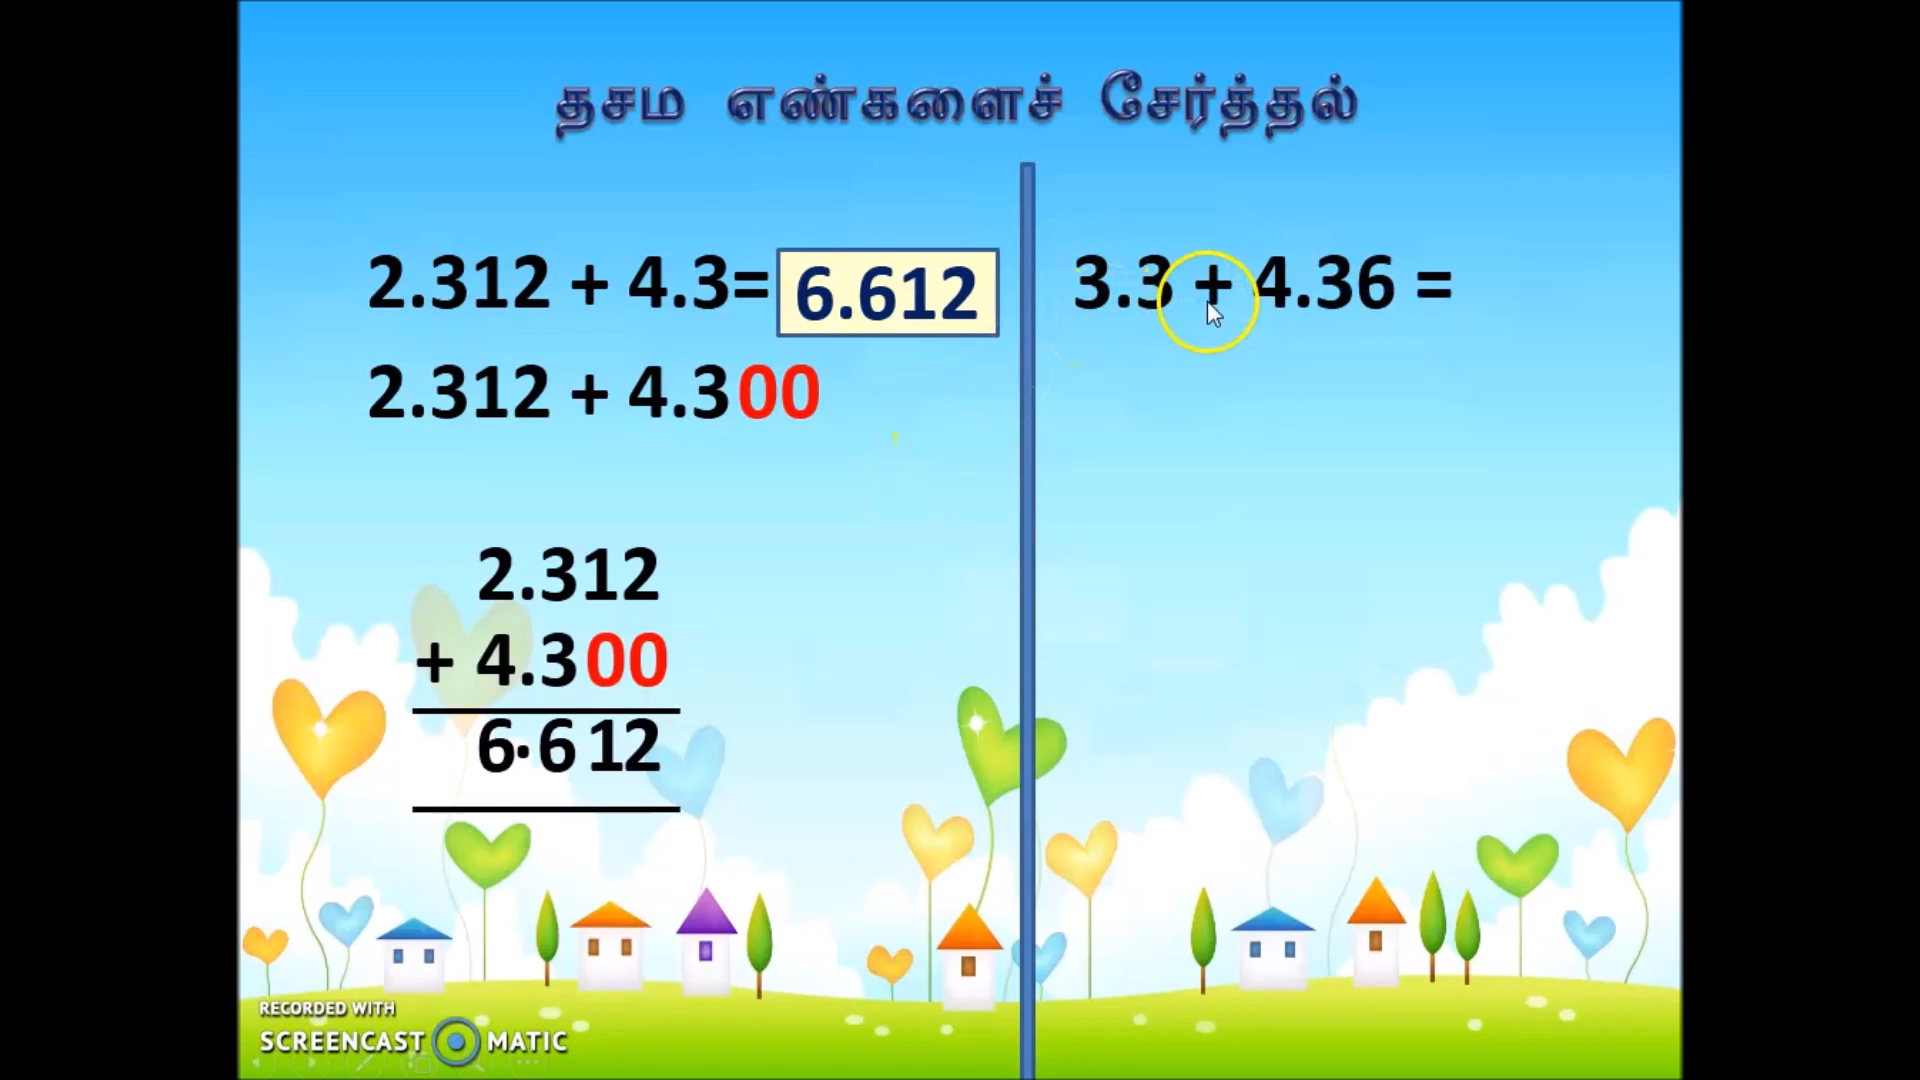 தசம எண்களைச் சேர்த்தல்
2.312 + 4.3= 6.612
2.312 + 4.300
2.312
+ 4.300
6.612
3.3 + 4.36 =
RECORDED WITH
SCREENCAST MATIC